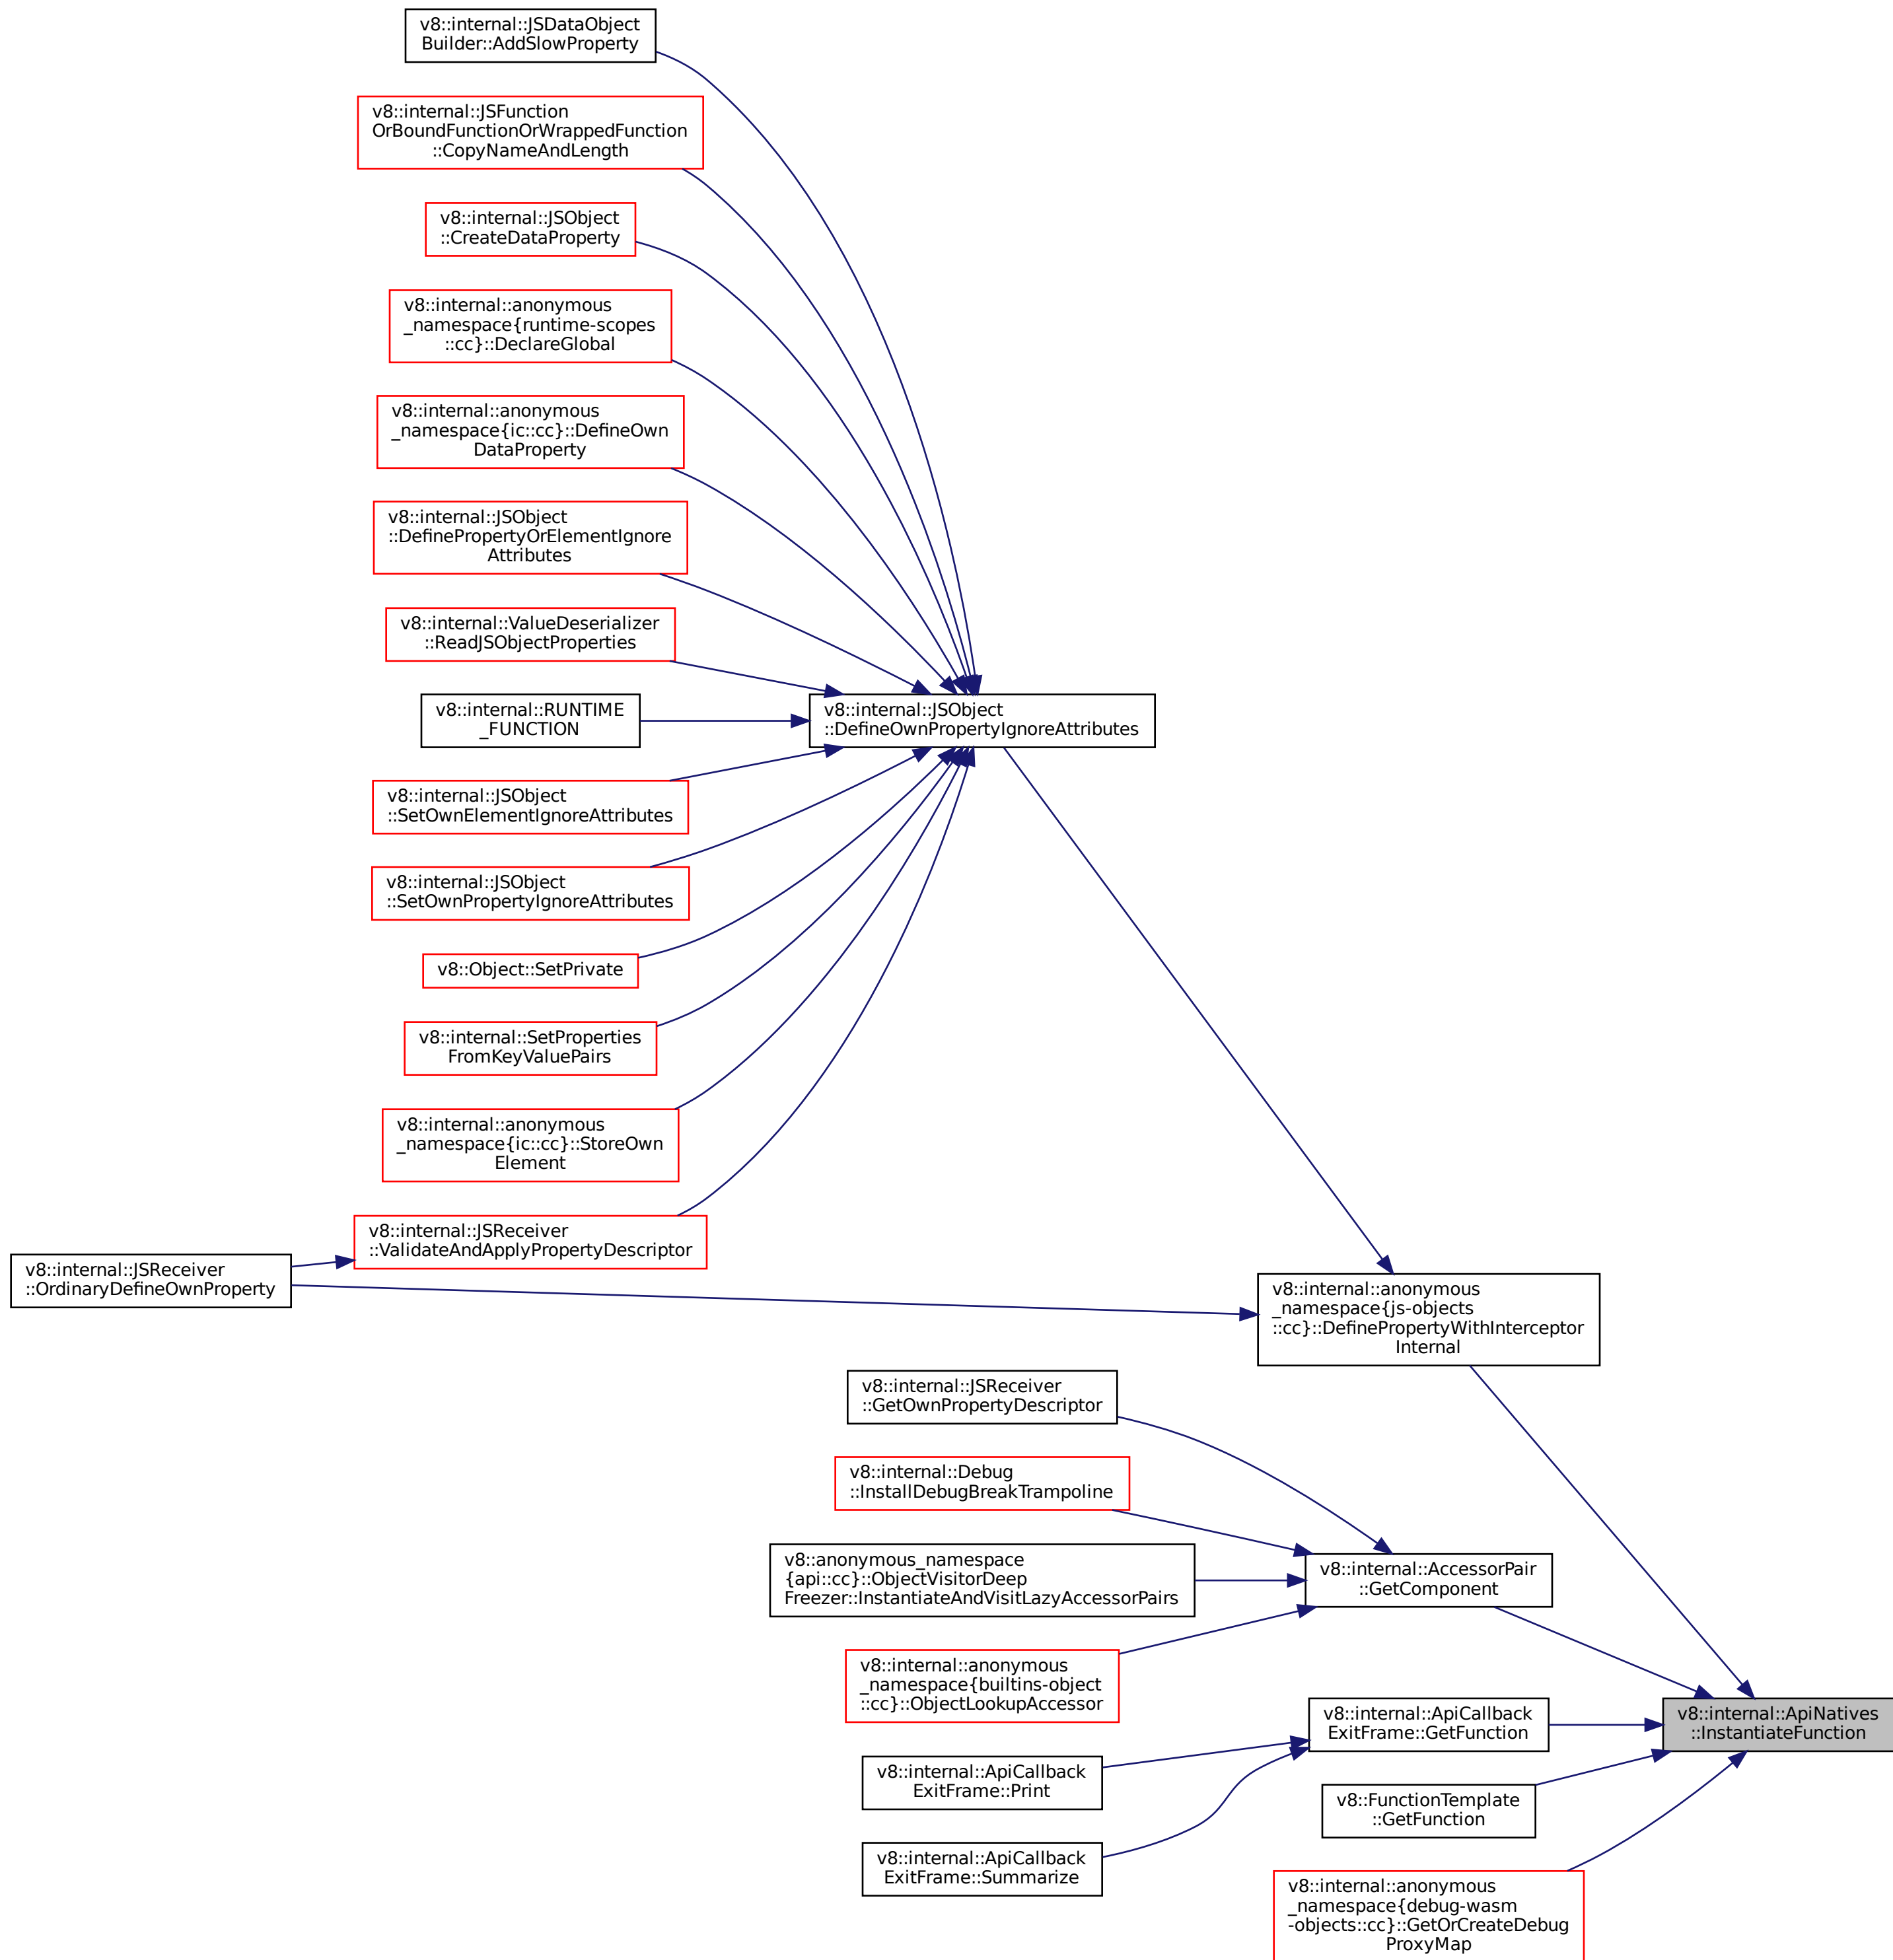 v8::internal::JSDataObject
Builder::AddSlowProperty
v8::internal::JSFunction
OrBoundFunctionOrWrappedFunction
::CopyNameAndLength
v8::internal::JSObject
::CreateDataProperty
v8::internal::anonymous
_namespace{runtime-scopes
::cc}::DeclareGlobal
v8::internal::anonymous
_namespace{ic::cc}::DefineOwn
DataProperty
v8::internal::JSObject
::DefinePropertyOrElementIgnore
Attributes
v8::internal::ValueDeserializer
::ReadJSObjectProperties
v8::internal::RUNTIME
_FUNCTION
v8::internal::JSObject
::DefineOwnPropertyIgnoreAttributes
v8::internal::JSObject
::SetOwnElementIgnoreAttributes
v8::internal::JSObject
::SetOwnPropertyIgnoreAttributes
v8::Object::SetPrivate
v8::internal::SetProperties
FromKeyValuePairs
v8::internal::anonymous
_namespace{ic::cc}::StoreOwn
Element
v8::internal::JSReceiver
::ValidateAndApplyPropertyDescriptor
v8::internal::JSReceiver
::OrdinaryDefineOwnProperty
v8::internal::anonymous
_namespace{js-objects
::cc}::DefinePropertyWithInterceptor
Internal
v8::internal::JSReceiver
::GetOwnPropertyDescriptor
v8::internal::Debug
::InstallDebugBreakTrampoline
v8::anonymous_namespace
{api::cc}::ObjectVisitorDeep
Freezer::InstantiateAndVisitLazyAccessorPairs
v8::internal::AccessorPair
::GetComponent
v8::internal::anonymous
_namespace{builtins-object
::cc}::ObjectLookupAccessor
v8::internal::ApiCallback
ExitFrame::GetFunction
v8::internal::ApiNatives
::InstantiateFunction
v8::internal::ApiCallback
ExitFrame::Print
v8::FunctionTemplate
::GetFunction
v8::internal::ApiCallback
ExitFrame::Summarize
v8::internal::anonymous
_namespace{debug-wasm
-objects::cc}::GetOrCreateDebug
ProxyMap